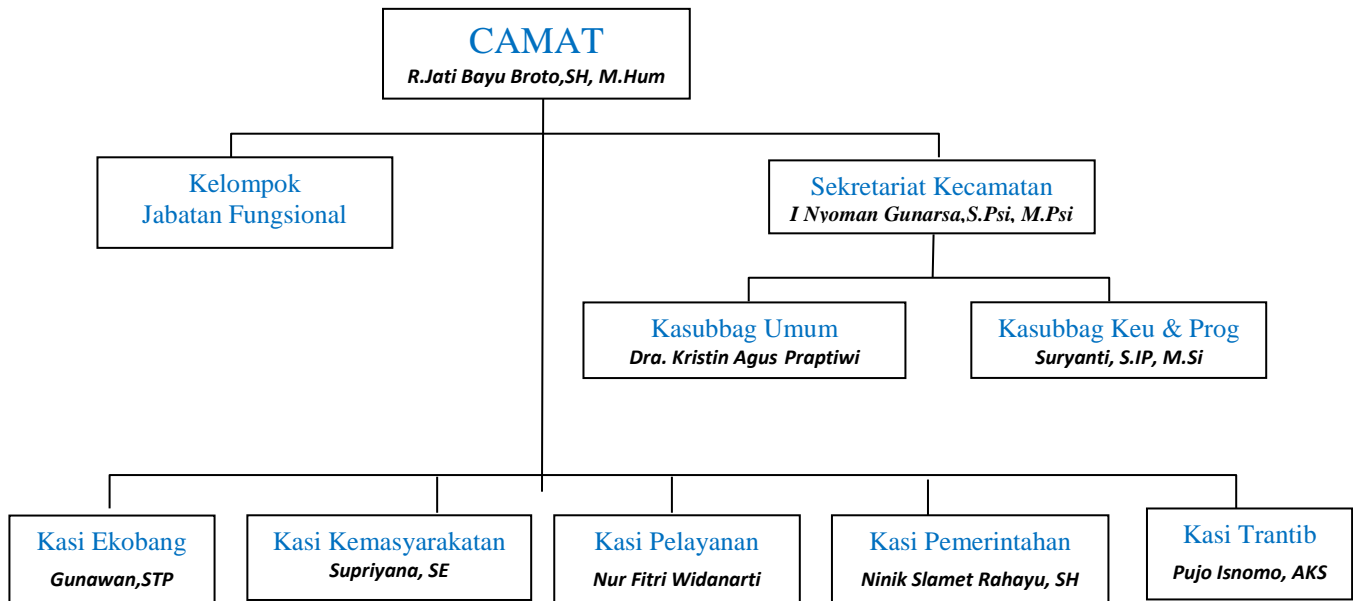 CAMAT
R.Jati Bayu Broto,SH, M.Hum
Kelompok
Jabatan Fungsional
Sekretariat Kecamatan
I Nyoman Gunarsa,S.Psi, M.Psi
Kasubbag Umum
Dra. Kristin Agus Praptiwi
Kasubbag Keu & Prog
Suryanti, S.IP, M.Si
Kasi Ekobang
Gunawan,STP
Kasi Kemasyarakatan
Supriyana, SE
Kasi Pelayanan
Nur Fitri Widanarti
Kasi Pemerintahan
Ninik Slamet Rahayu, SH
Kasi Trantib
Pujo Isnomo, AKS